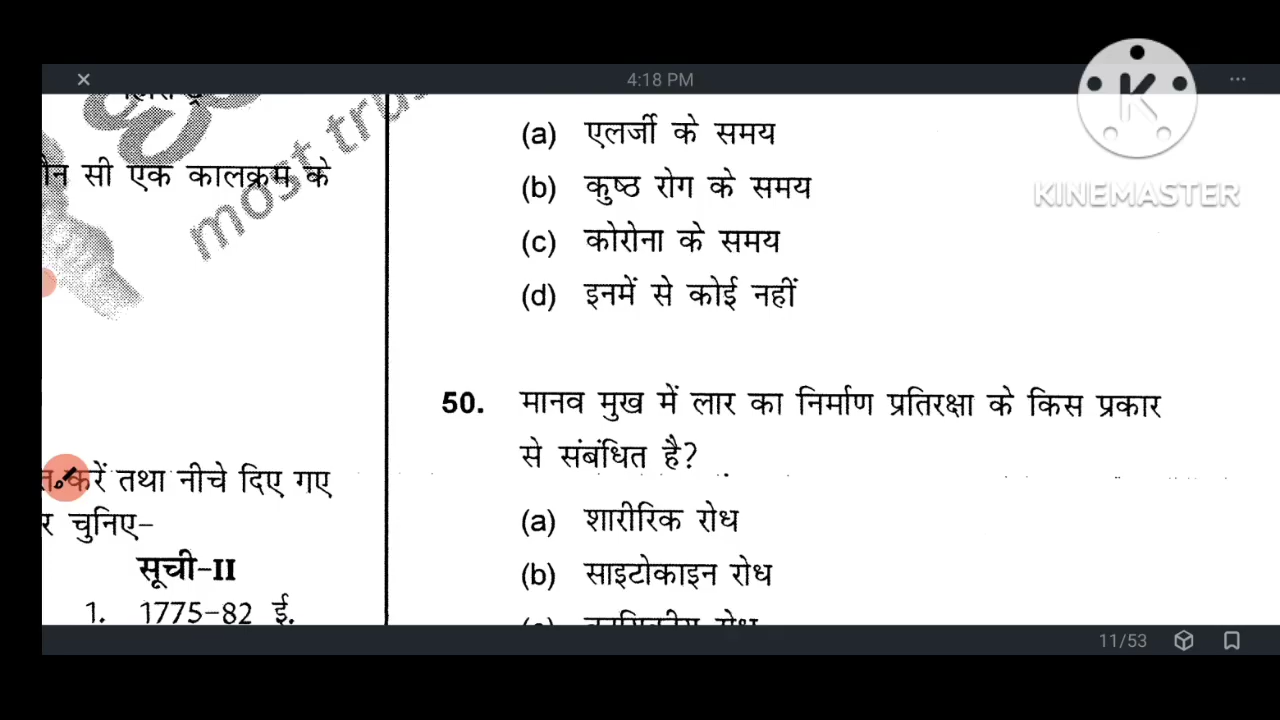 4:18 PM
KINEMASTER
most tru
सी एक कालक्रम के
करें तथा नीचे दिए गए
र चुनिए–
सूची–II
1. 1775–82 ई.
(a) एलर्जी के समय
(b) कुष्ठ रोग के समय
(c) कोरोना के समय
(d) इनमें से कोई नहीं
50. मानव मुख में लार का निर्माण प्रतिरक्षा के किस प्रकार
से संबंधित है?
(a) शारीरिक रोध
(b) साइटोकाइन रोध
11/53